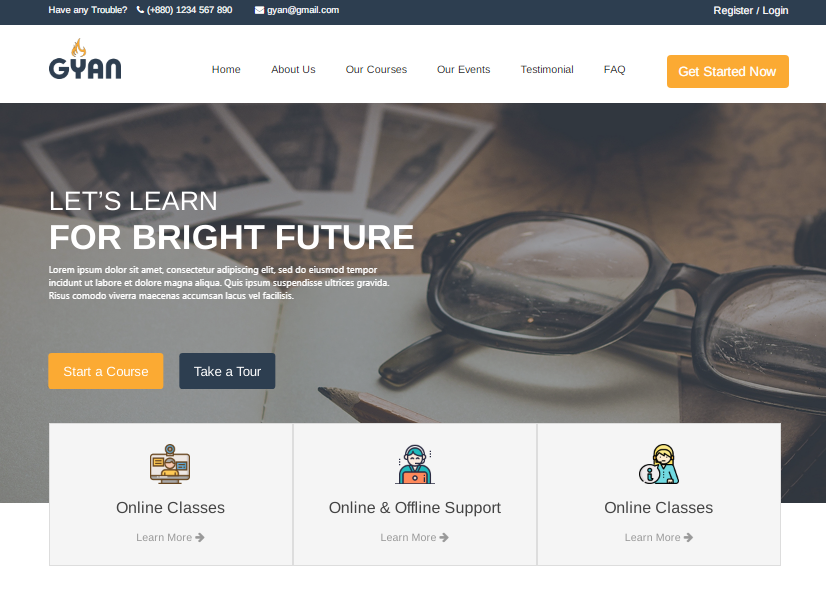 Have any Trouble? (+880) 1234 567 890 gyan@gmail.com Register / Login
GYAN Home About Us Our Courses Our Events Testimonial FAQ Get Started Now
LET’S LEARN
FOR BRIGHT FUTURE
Lorem ipsum dolor sit amet, consectetur adipiscing elit, sed do eiusmod tempor
incidunt ut labore et dolore magna aliqua. Quis ipsum suspendisse ultrices gravida.
Risus comodo viverra maecenas accumsan lacus vel facilisis.
Start a Course Take a Tour
Online Classes Online & Offline Support Online Classes
Learn More Learn More Learn More